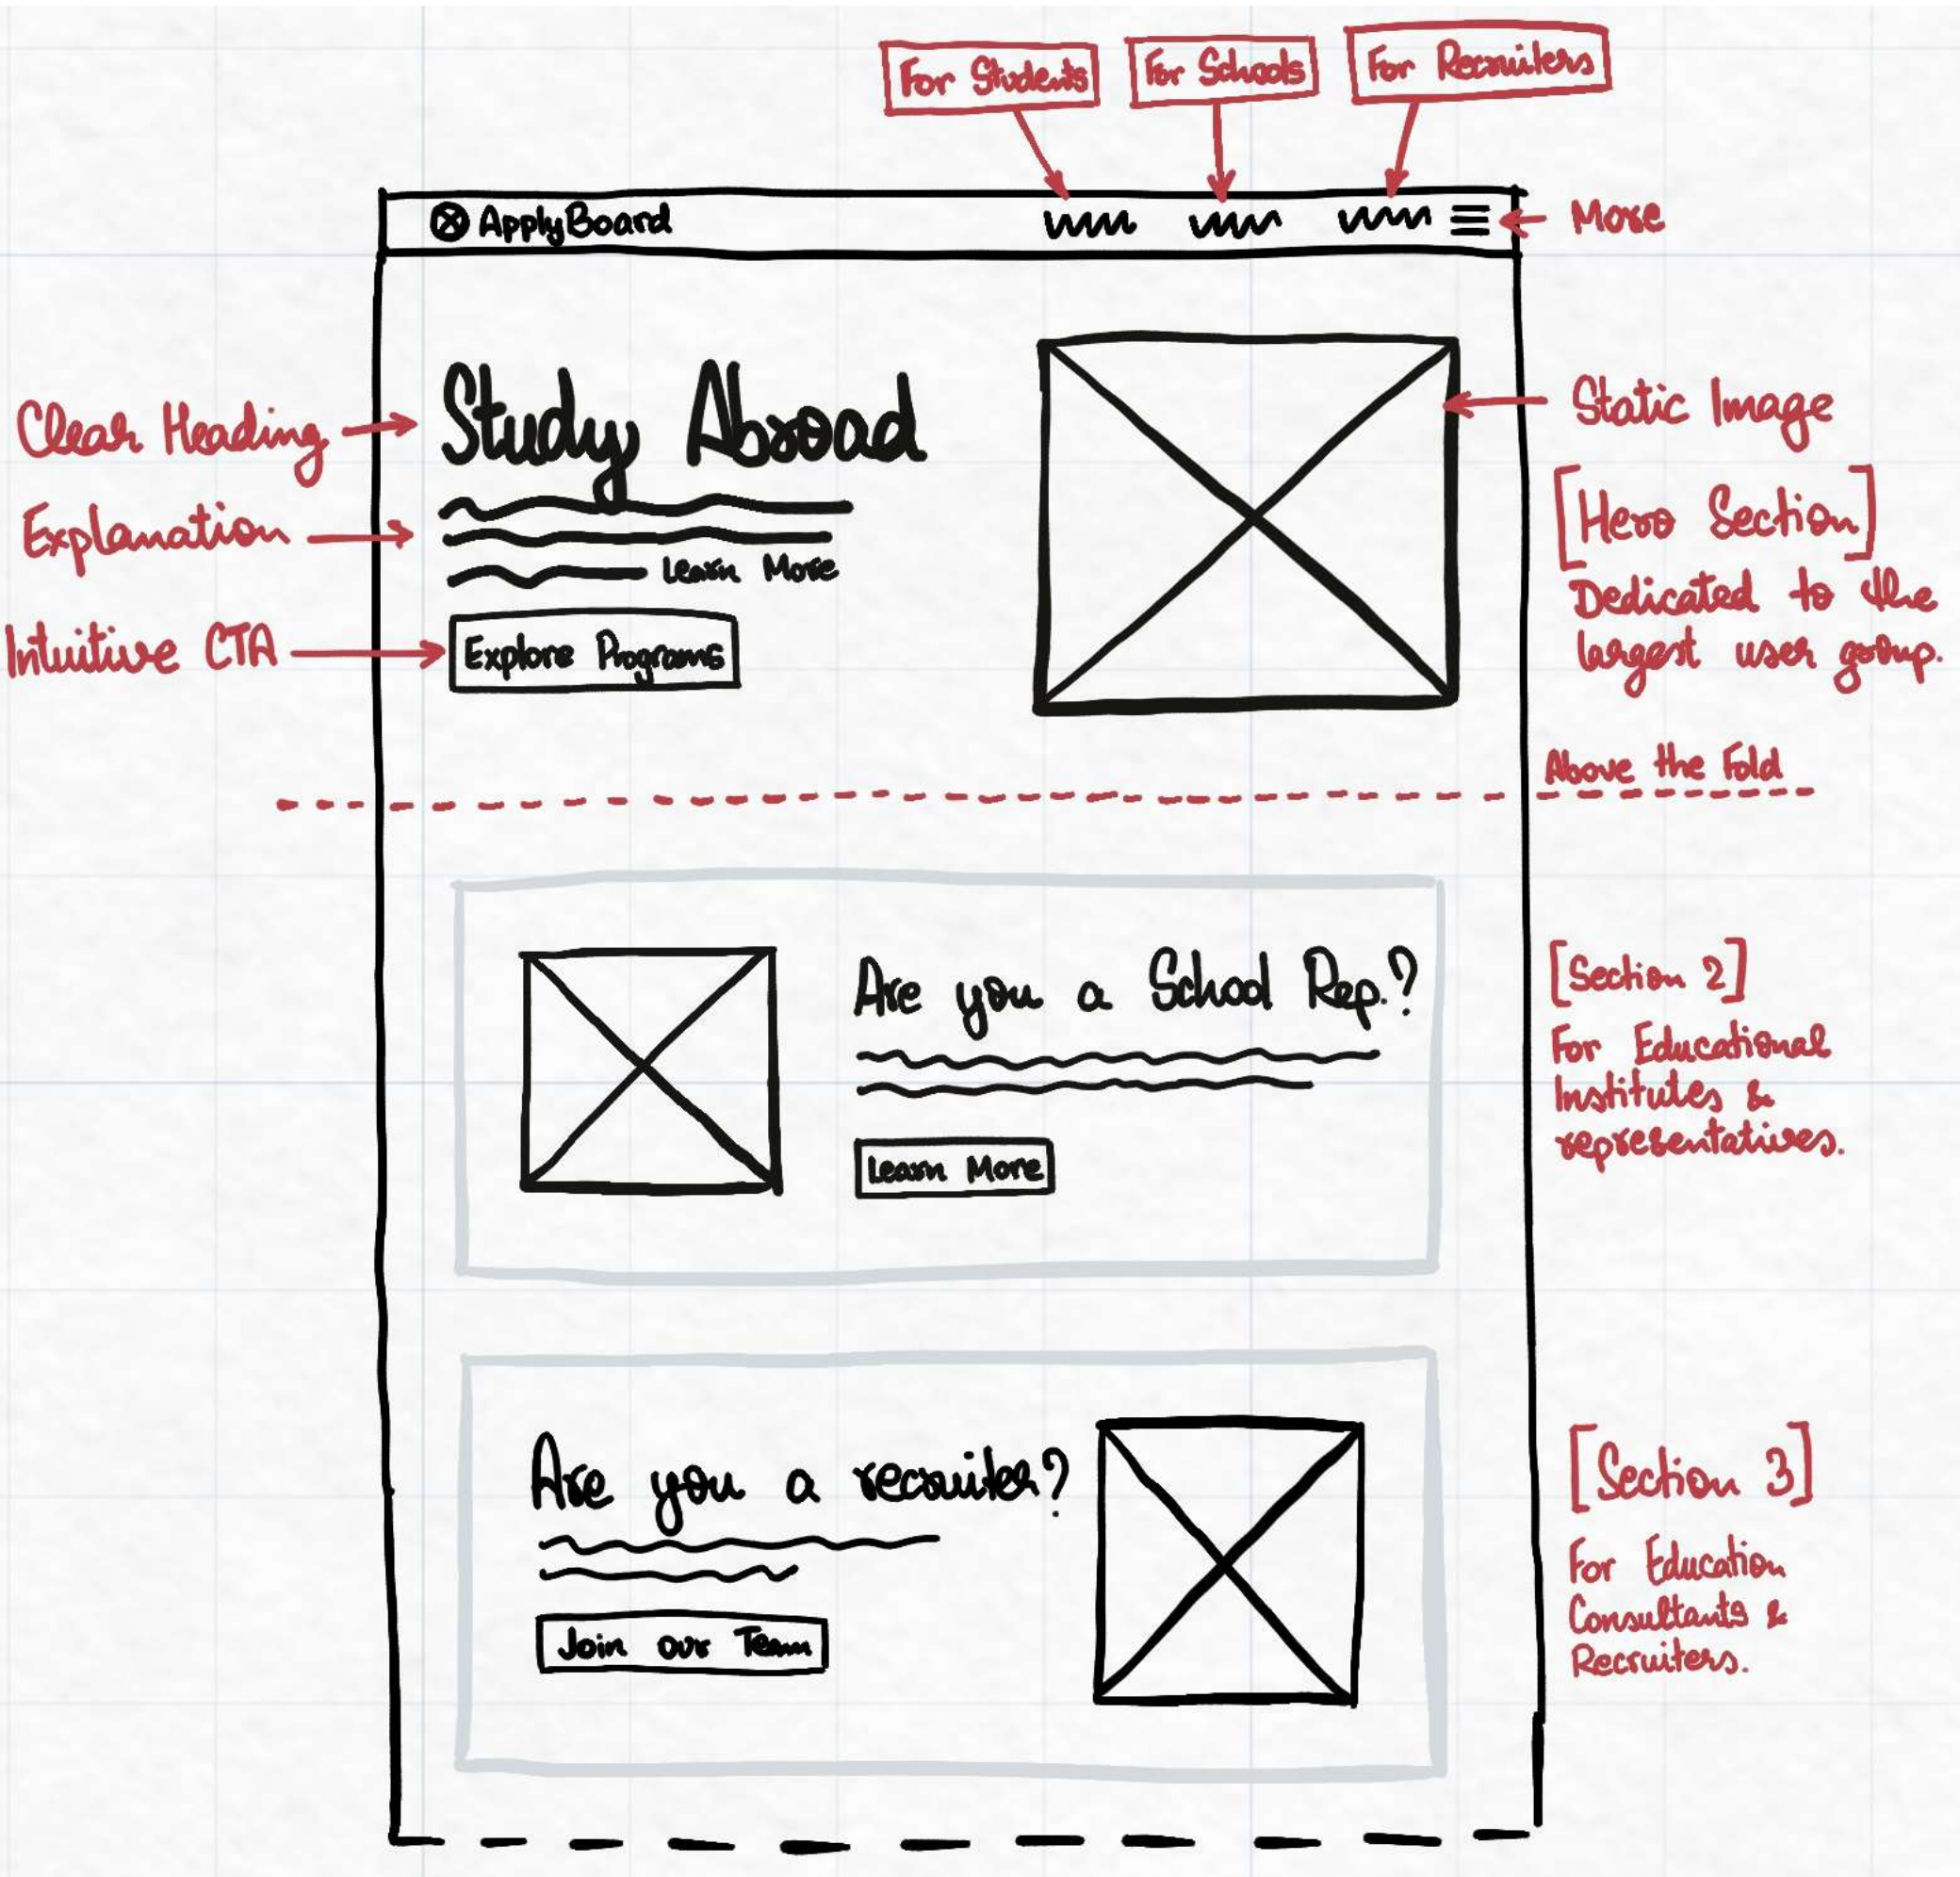 For Students
For Schools
For Recruiters
ApplyBoard
More
Clear Heading
Study Abroad
Static Image
Explanation
Learn More
[Hero Section]
Dedicated to the
largest user group.
Intuitive CTA
Explore Programs
Above the Fold
Are you a School Rep.?
Learn More
[Section 2]
For Educational
Institutes &
representatives.
Are you a recruiter?
Join our Team
[Section 3]
For Education
Consultants &
Recruiters.